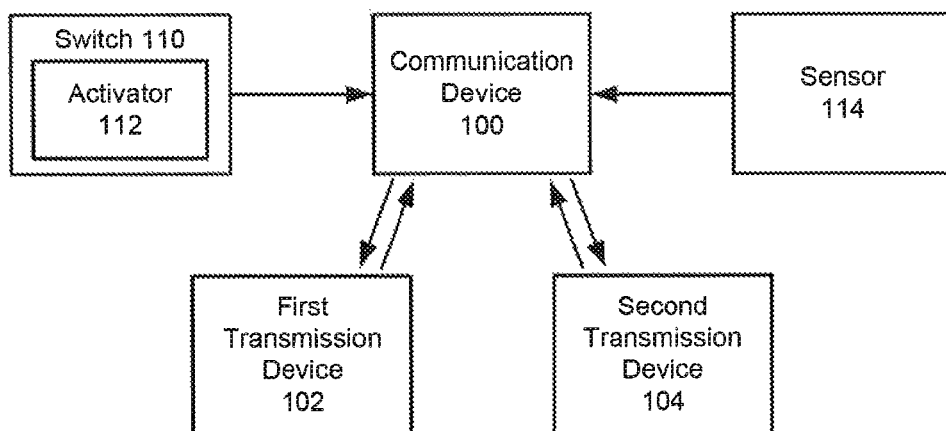 Switch 110
Activator
112
Communication
Device
100
Sensor
114
First
Transmission
Device
102
Second
Transmission
Device
104